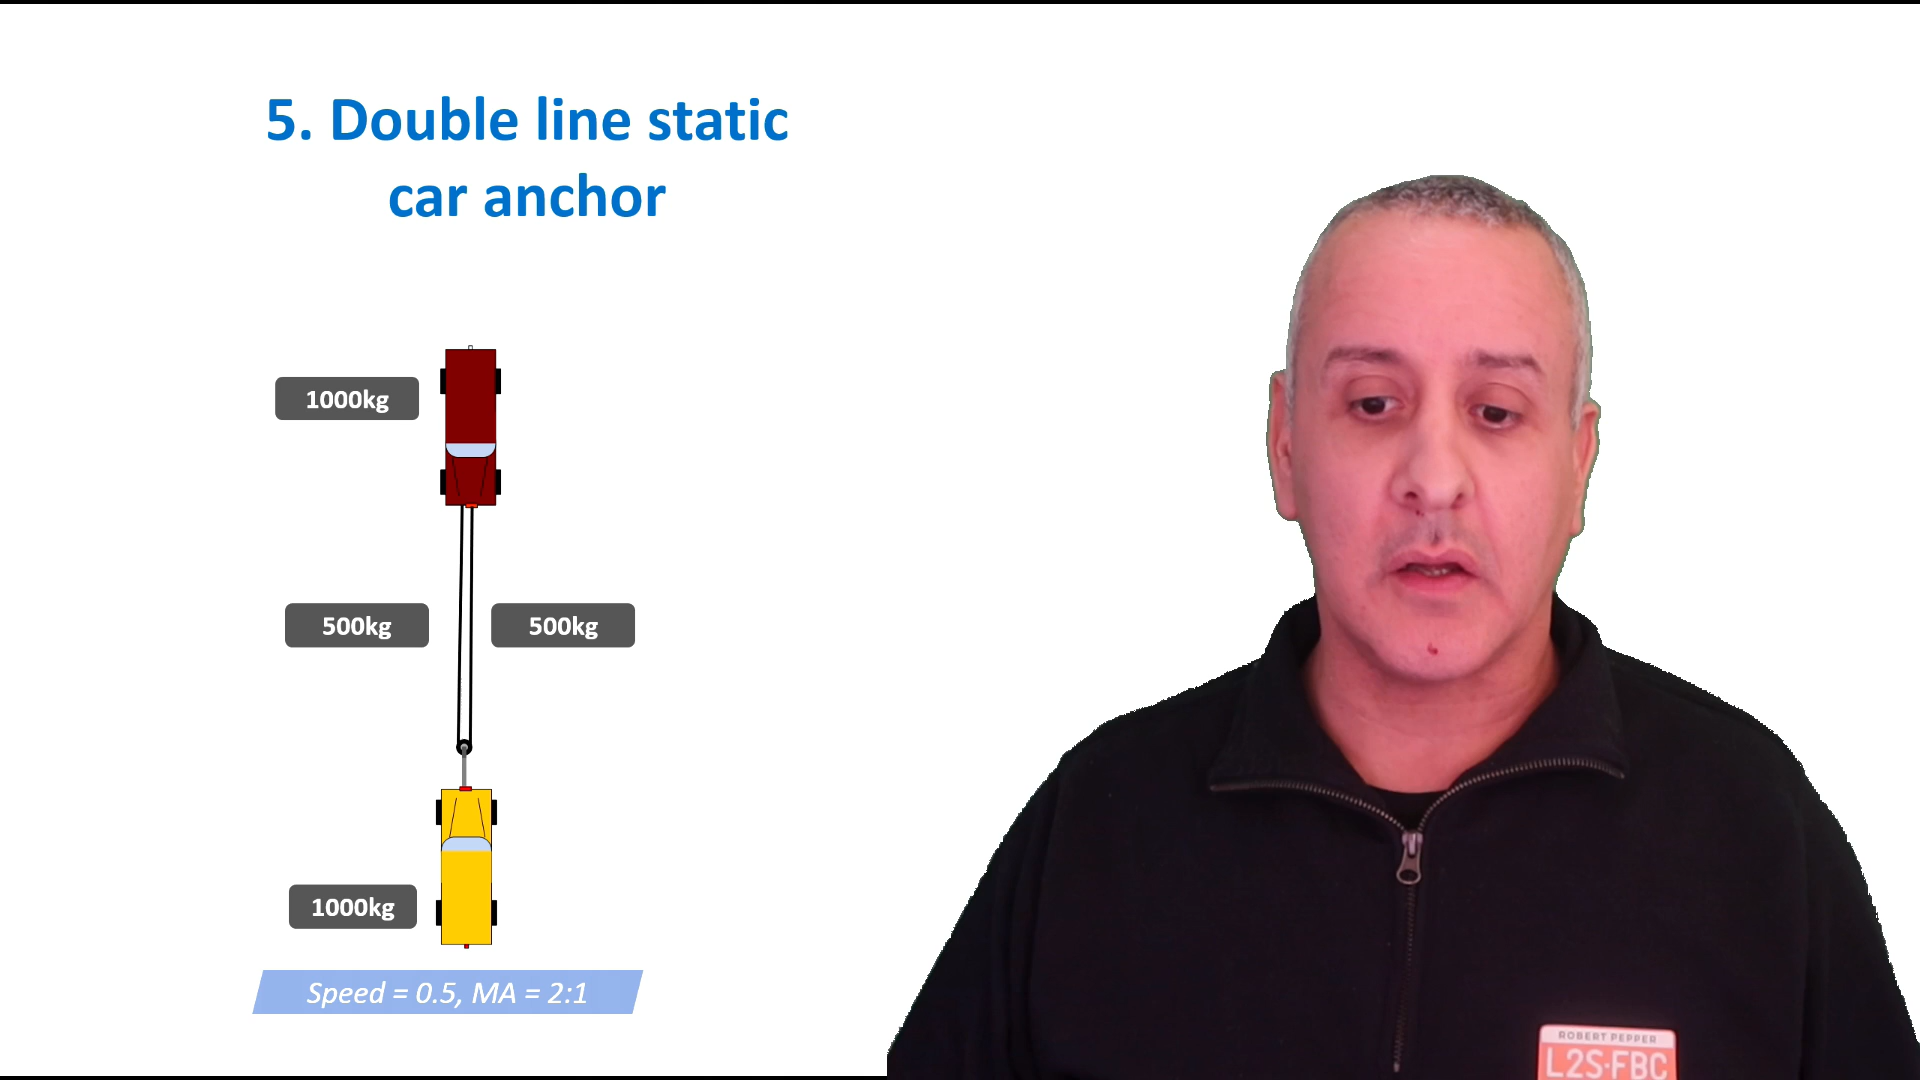 5. Double line static
car anchor
1000kg
500kg
500kg
1000kg
Speed = 0.5, MA = 2:1
ROBERT PEPPER
L2S·FBC